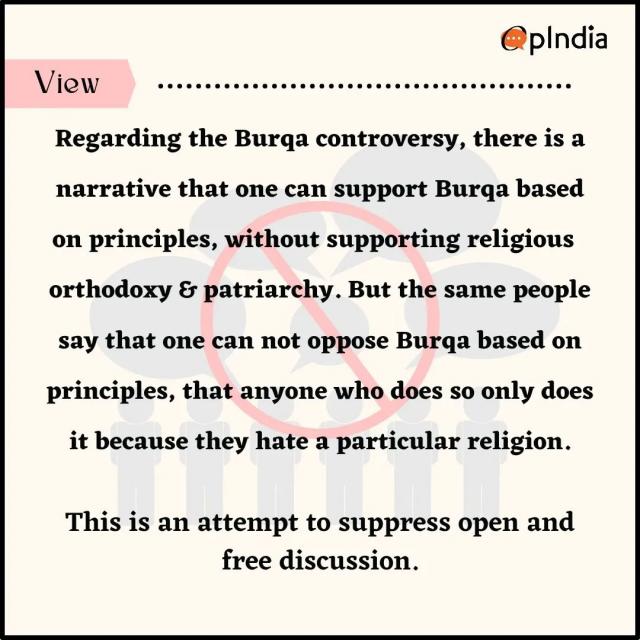 OpIndia
View
Regarding the Burqa controversy, there is a
narrative that one can support Burqa based
on principles, without supporting religious
orthodoxy & patriarchy. But the same people
say that one can not oppose Burqa based on
principles, that anyone who does so only does
it because they hate a particular religion.
This is an attempt to suppress open and
free discussion.